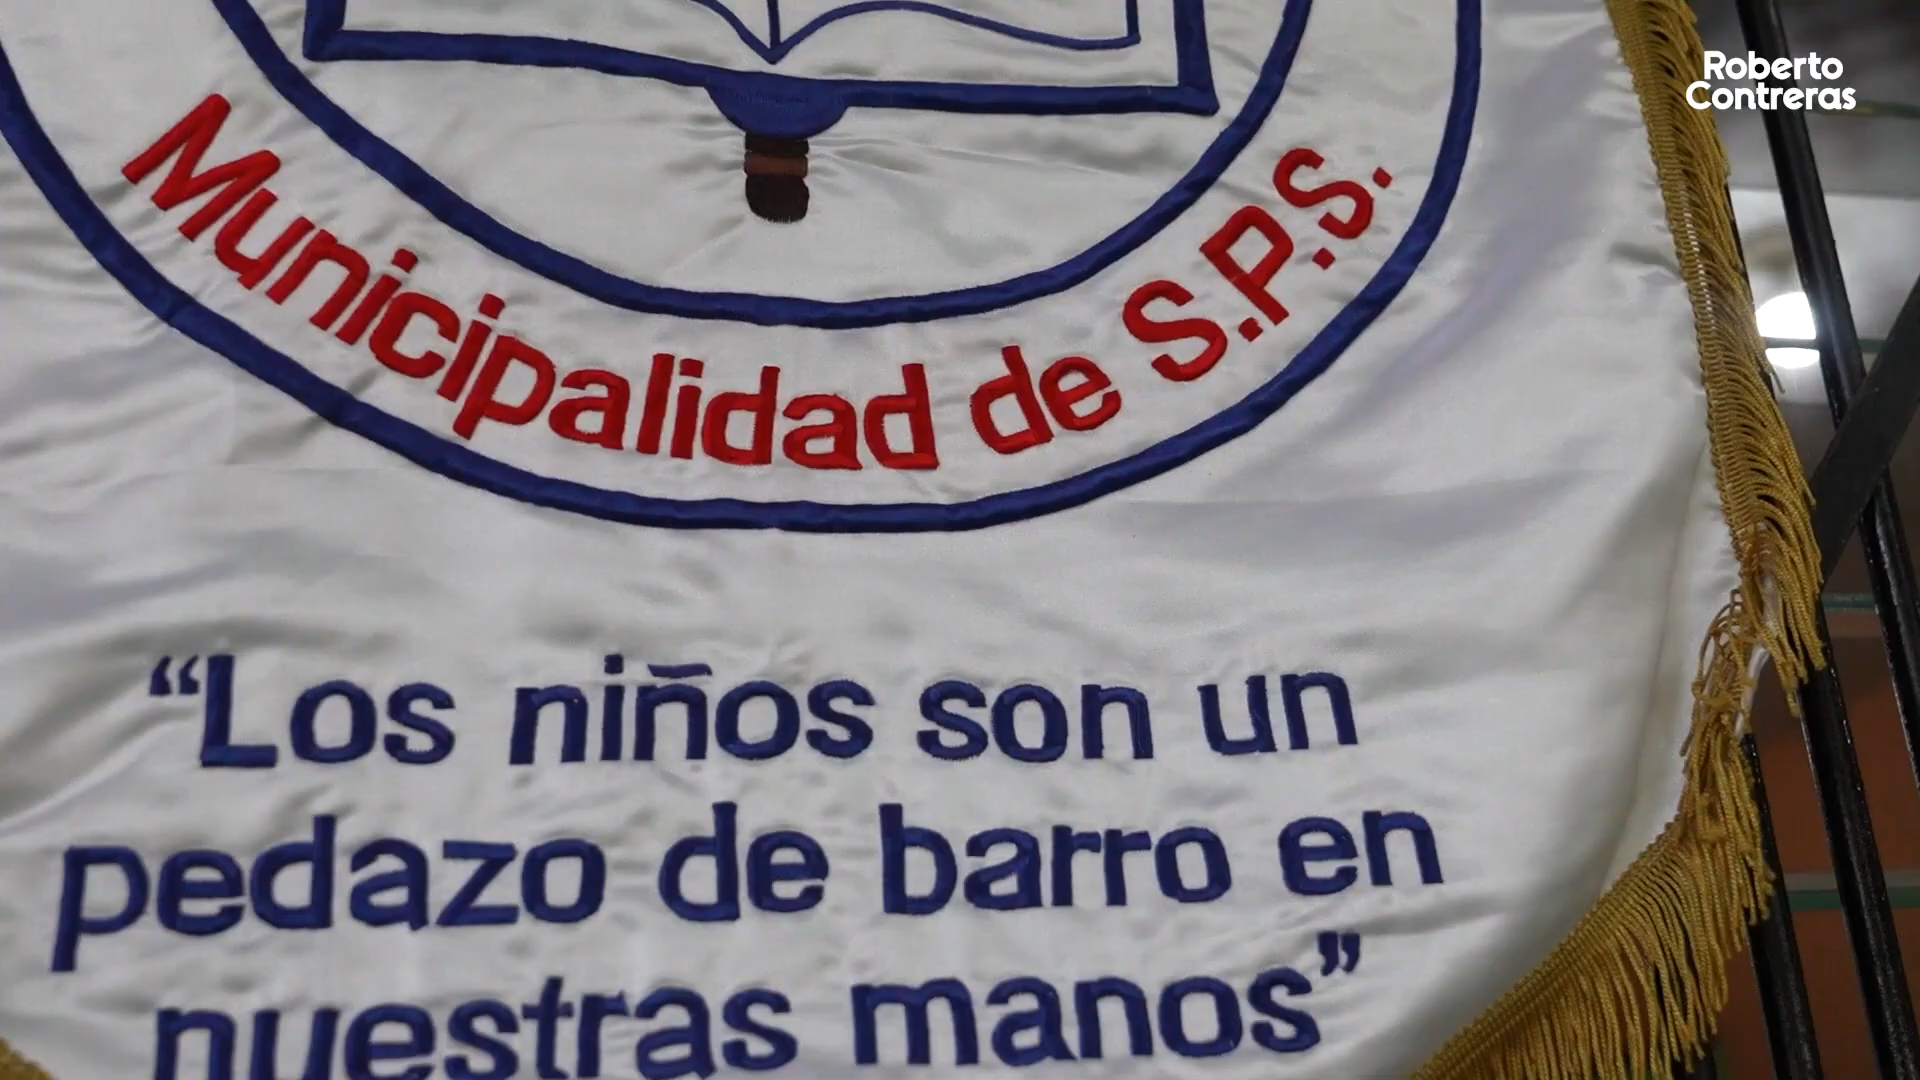 Roberto
Contreras
Municipalidad de S.P.S.
“Los niños son un
pedazo de barro en
nuestras manos”